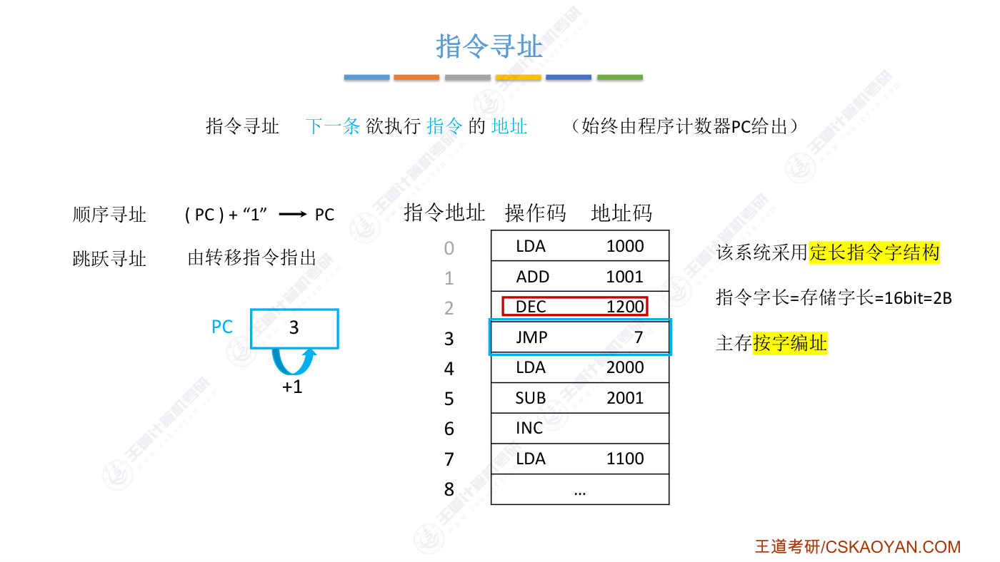 指令寻址
指令寻址 下一条 欲执行 指令 的 地址 （始终由程序计数器PC给出）
顺序寻址 ( PC ) + “1” PC
跳跃寻址 由转移指令指出
PC 3
+1
指令地址 操作码 地址码
0 LDA 1000
1 ADD 1001
2 DEC 1200
3 JMP 7
4 LDA 2000
5 SUB 2001
6 INC
7 LDA 1100
8 ...
该系统采用定长指令字结构
指令字长=存储字长=16bit=2B
主存按字编址
王道考研/CSKAOYAN.COM